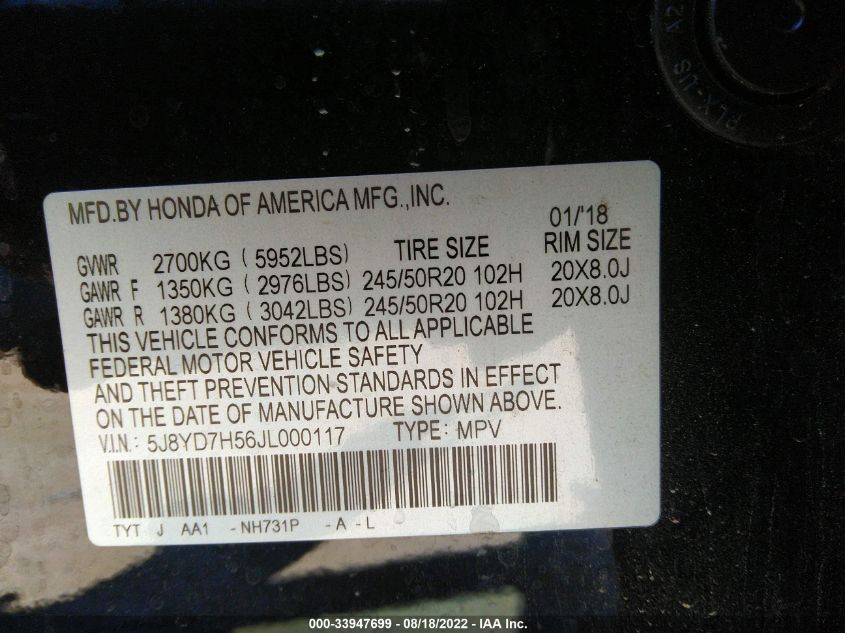 PLX-US A2
MFD.BY HONDA OF AMERICA MFG.,INC.
01/'18
GVWR 2700KG ( 5952LBS) TIRE SIZE RIM SIZE
GAWR F 1350KG ( 2976LBS) 245/50R20 102H 20X8.0J
GAWR R 1380KG ( 3042LBS) 245/50R20 102H 20X8.0J
THIS VEHICLE CONFORMS TO ALL APPLICABLE
FEDERAL MOTOR VEHICLE SAFETY
AND THEFT PREVENTION STANDARDS IN EFFECT
ON THE DATE OF MANUFACTURE SHOWN ABOVE.
V.I.N.: 5J8YD7H56JL000117 TYPE: MPV
TYT J AA1 -NH731P -A -L
000-33947699 - 08/18/2022 - IAA Inc.